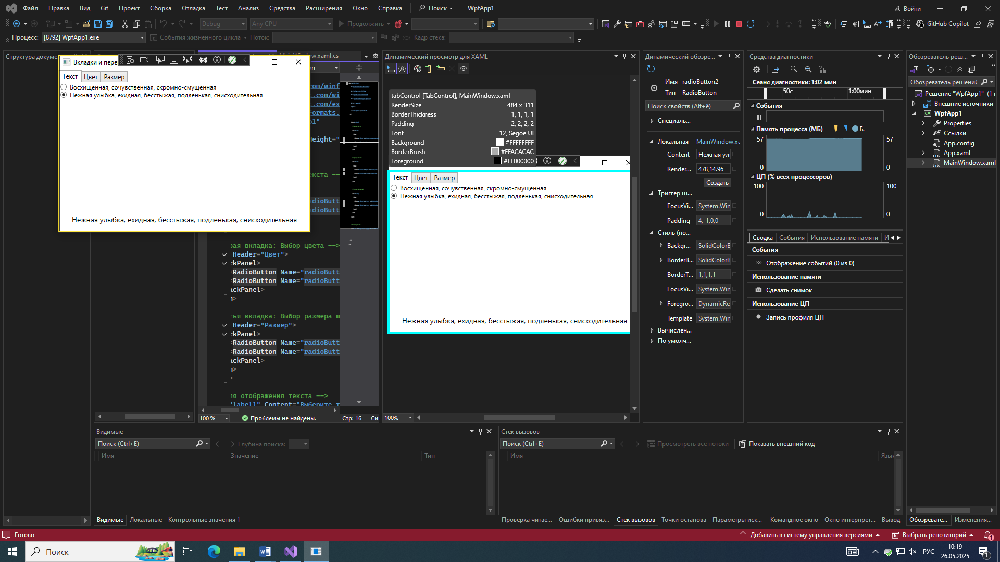 Файл Правка Вид Git Проект Сборка Отладка Тест Анализ Средства Расширения Окно Справка Поиск WpfApp1 Войти
Debug Any CPU Продолжить GitHub Copilot
Процесс: [8792] WpfApp1.exe События жизненного цикла Поток: Кадр стека:
Структура докуме
MainWindow.xaml.cs
Вкладки и пере
Текст Цвет Размер
Восхищенная, сочувственная, скромно-смущенная
Нежная улыбка, ехидная, бесстыжая, подленькая, снисходительная
Нежная улыбка, ехидная, бесстыжая, подленькая, снисходительная
com/winf
t.com/wi
t.com/ex
Formats.
Height="
кста --
adioButt
adioButt
рая вкладка: Выбор цвета -->
Header="Цвет">
ckPanel>
<RadioButton Name="radioButt
<RadioButton Name="radioButt
ackPanel>
m>
тья вкладка: Выбор размера ш
Header="Размер">
ckPanel>
<RadioButton Name="radioButt
<RadioButton Name="radioButt
ackPanel>
m>
>
ля отображения текста -->
"label1" Content="Выберите т
100 % Проблемы не найдены. Стр: 16 Си
Динамический просмотр для XAML
tabControl [TabControl], MainWindow.xaml
RenderSize 484 x 311
BorderThickness 1, 1, 1, 1
Padding 2, 2, 2, 2
Font 12, Segoe UI
Background #FFFFFFFF
BorderBrush #FFACACAC
Foreground #FF000000
Текст Цвет Размер
Восхищенная, сочувственная, скромно-смущенная
Нежная улыбка, ехидная, бесстыжая, подленькая, снисходительная
Нежная улыбка, ехидная, бесстыжая, подленькая, снисходительная
100%
Динамический обозре...
Имя radioButton2
Тип RadioButton
Поиск свойств (Alt+ё)
Специаль...
Локальная MainWindow.xa
Content Нежная ул
Render... 478,14.96
Создать
Триггер ш...
FocusVi... System.Win
Padding 4,-1,0,0
Стиль (по...
Backgr... SolidColorB
BorderB... SolidColorB
BorderT... 1,1,1,1
FocusVi... System.Win
Foregro... DynamicRe
Template System.Win
Вычислен...
По умолч...
Средства диагностики
Сеанс диагностики: 1:02 мин
50с 1:00мин
События
Память процесса (МБ) Б..
57 57
0 0
ЦП (% всех процессоров)
100 100
0 0
Сводка События Использование памяти И
События
Отображение событий (0 из 0)
Использование памяти
Сделать снимок
Использование ЦП
Запись профиля ЦП
Обозреватель реш...
Обозреватель решений
Решение "WpfApp1" (1 г
Внешние источники
WpfApp1
Properties
Ссылки
App.config
App.xaml
MainWindow.xaml
Видимые
Поиск (Ctrl+E) Глубина поиска:
Имя Значение Тип
Видимые Локальные Контрольные значения 1
Стек вызовов
Поиск (Ctrl+E) Просмотреть все потоки Показать внешний код
Имя Язык
Проверка читае... Ошибки привяз... Стек вызовов Точки останова Параметры иск... Командное окно Окно интерпрет... Вывод
Обозревате... Изменения...
Готово Добавить в систему управления версиями Выбрать репозиторий 1
Поиск РУС 10:19
26.05.2025 1